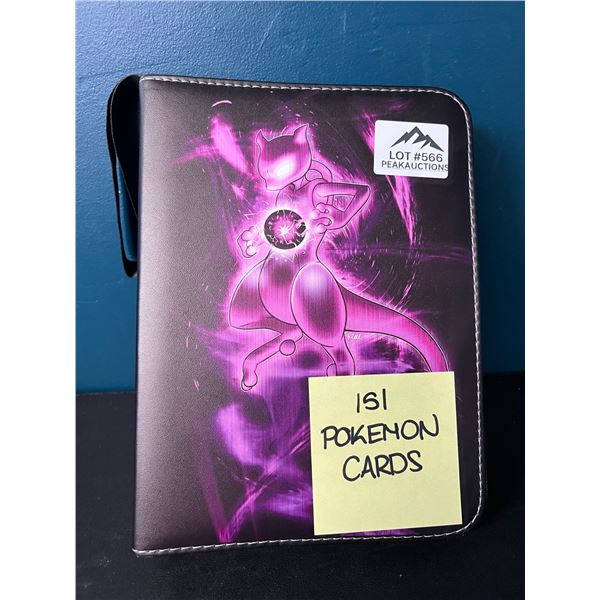 LOT #566
PEAKAUCTIONS
151
POKEMON
CARDS